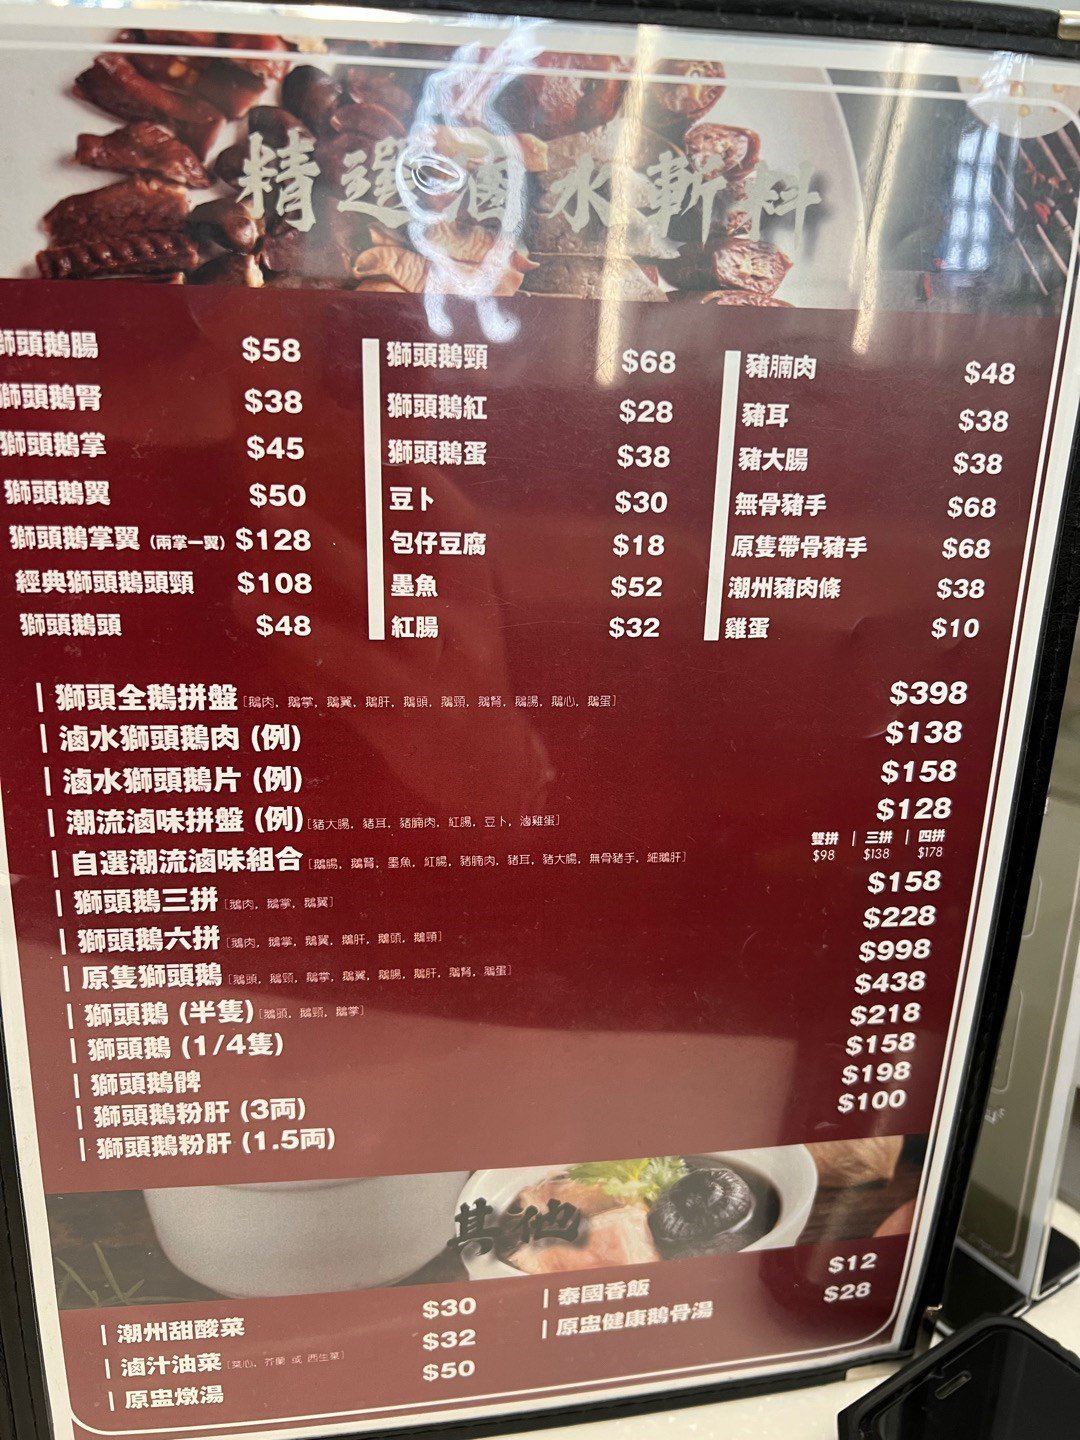 精選滷水斬料
獅頭鵝腸 $58
獅頭鵝腎 $38
獅頭鵝掌 $45
獅頭鵝翼 $50
獅頭鵝掌翼 (兩掌一翼) $128
經典獅頭鵝頭頸 $108
獅頭鵝頭 $48
獅頭鵝頸 $68
獅頭鵝紅 $28
獅頭鵝蛋 $38
豆卜 $30
包仔豆腐 $18
墨魚 $52
紅腸 $32
豬腩肉 $48
豬耳 $38
豬大腸 $38
無骨豬手 $68
原隻帶骨豬手 $68
潮州豬肉條 $38
雞蛋 $10
獅頭全鵝拼盤 [鵝肉, 鵝掌, 鵝翼, 鵝肝, 鵝頭, 鵝頸, 鵝腎, 鵝腸, 鵝心, 鵝蛋] $398
滷水獅頭鵝肉 (例) $138
滷水獅頭鵝片 (例) $158
潮流滷味拼盤 (例) [豬大腸, 豬耳, 豬腩肉, 紅腸, 豆卜, 滷雞蛋] $128
自選潮流滷味組合 [鵝腸, 鵝腎, 墨魚, 紅腸, 豬腩肉, 豬耳, 豬大腸, 無骨豬手, 細鵝肝] 雙拼 $98 | 三拼 $138 | 四拼 $178
獅頭鵝三拼 [鵝肉, 鵝掌, 鵝翼] $158
獅頭鵝六拼 [鵝肉, 鵝掌, 鵝翼, 鵝肝, 鵝頭, 鵝頸] $228
原隻獅頭鵝 [鵝頭, 鵝頸, 鵝掌, 鵝翼, 鵝腸, 鵝肝, 鵝腎, 鵝蛋] $998
獅頭鵝 (半隻) [鵝頭, 鵝頸, 鵝掌] $438
獅頭鵝 (1/4隻) $218
獅頭鵝髀 $158
獅頭鵝粉肝 (3両) $198
獅頭鵝粉肝 (1.5両) $100
其他
潮州甜酸菜 $30
滷汁油菜 [菜心, 芥蘭 或 西生菜] $32
原盅燉湯 $50
泰國香飯 $12
原盅健康鵝骨湯 $28